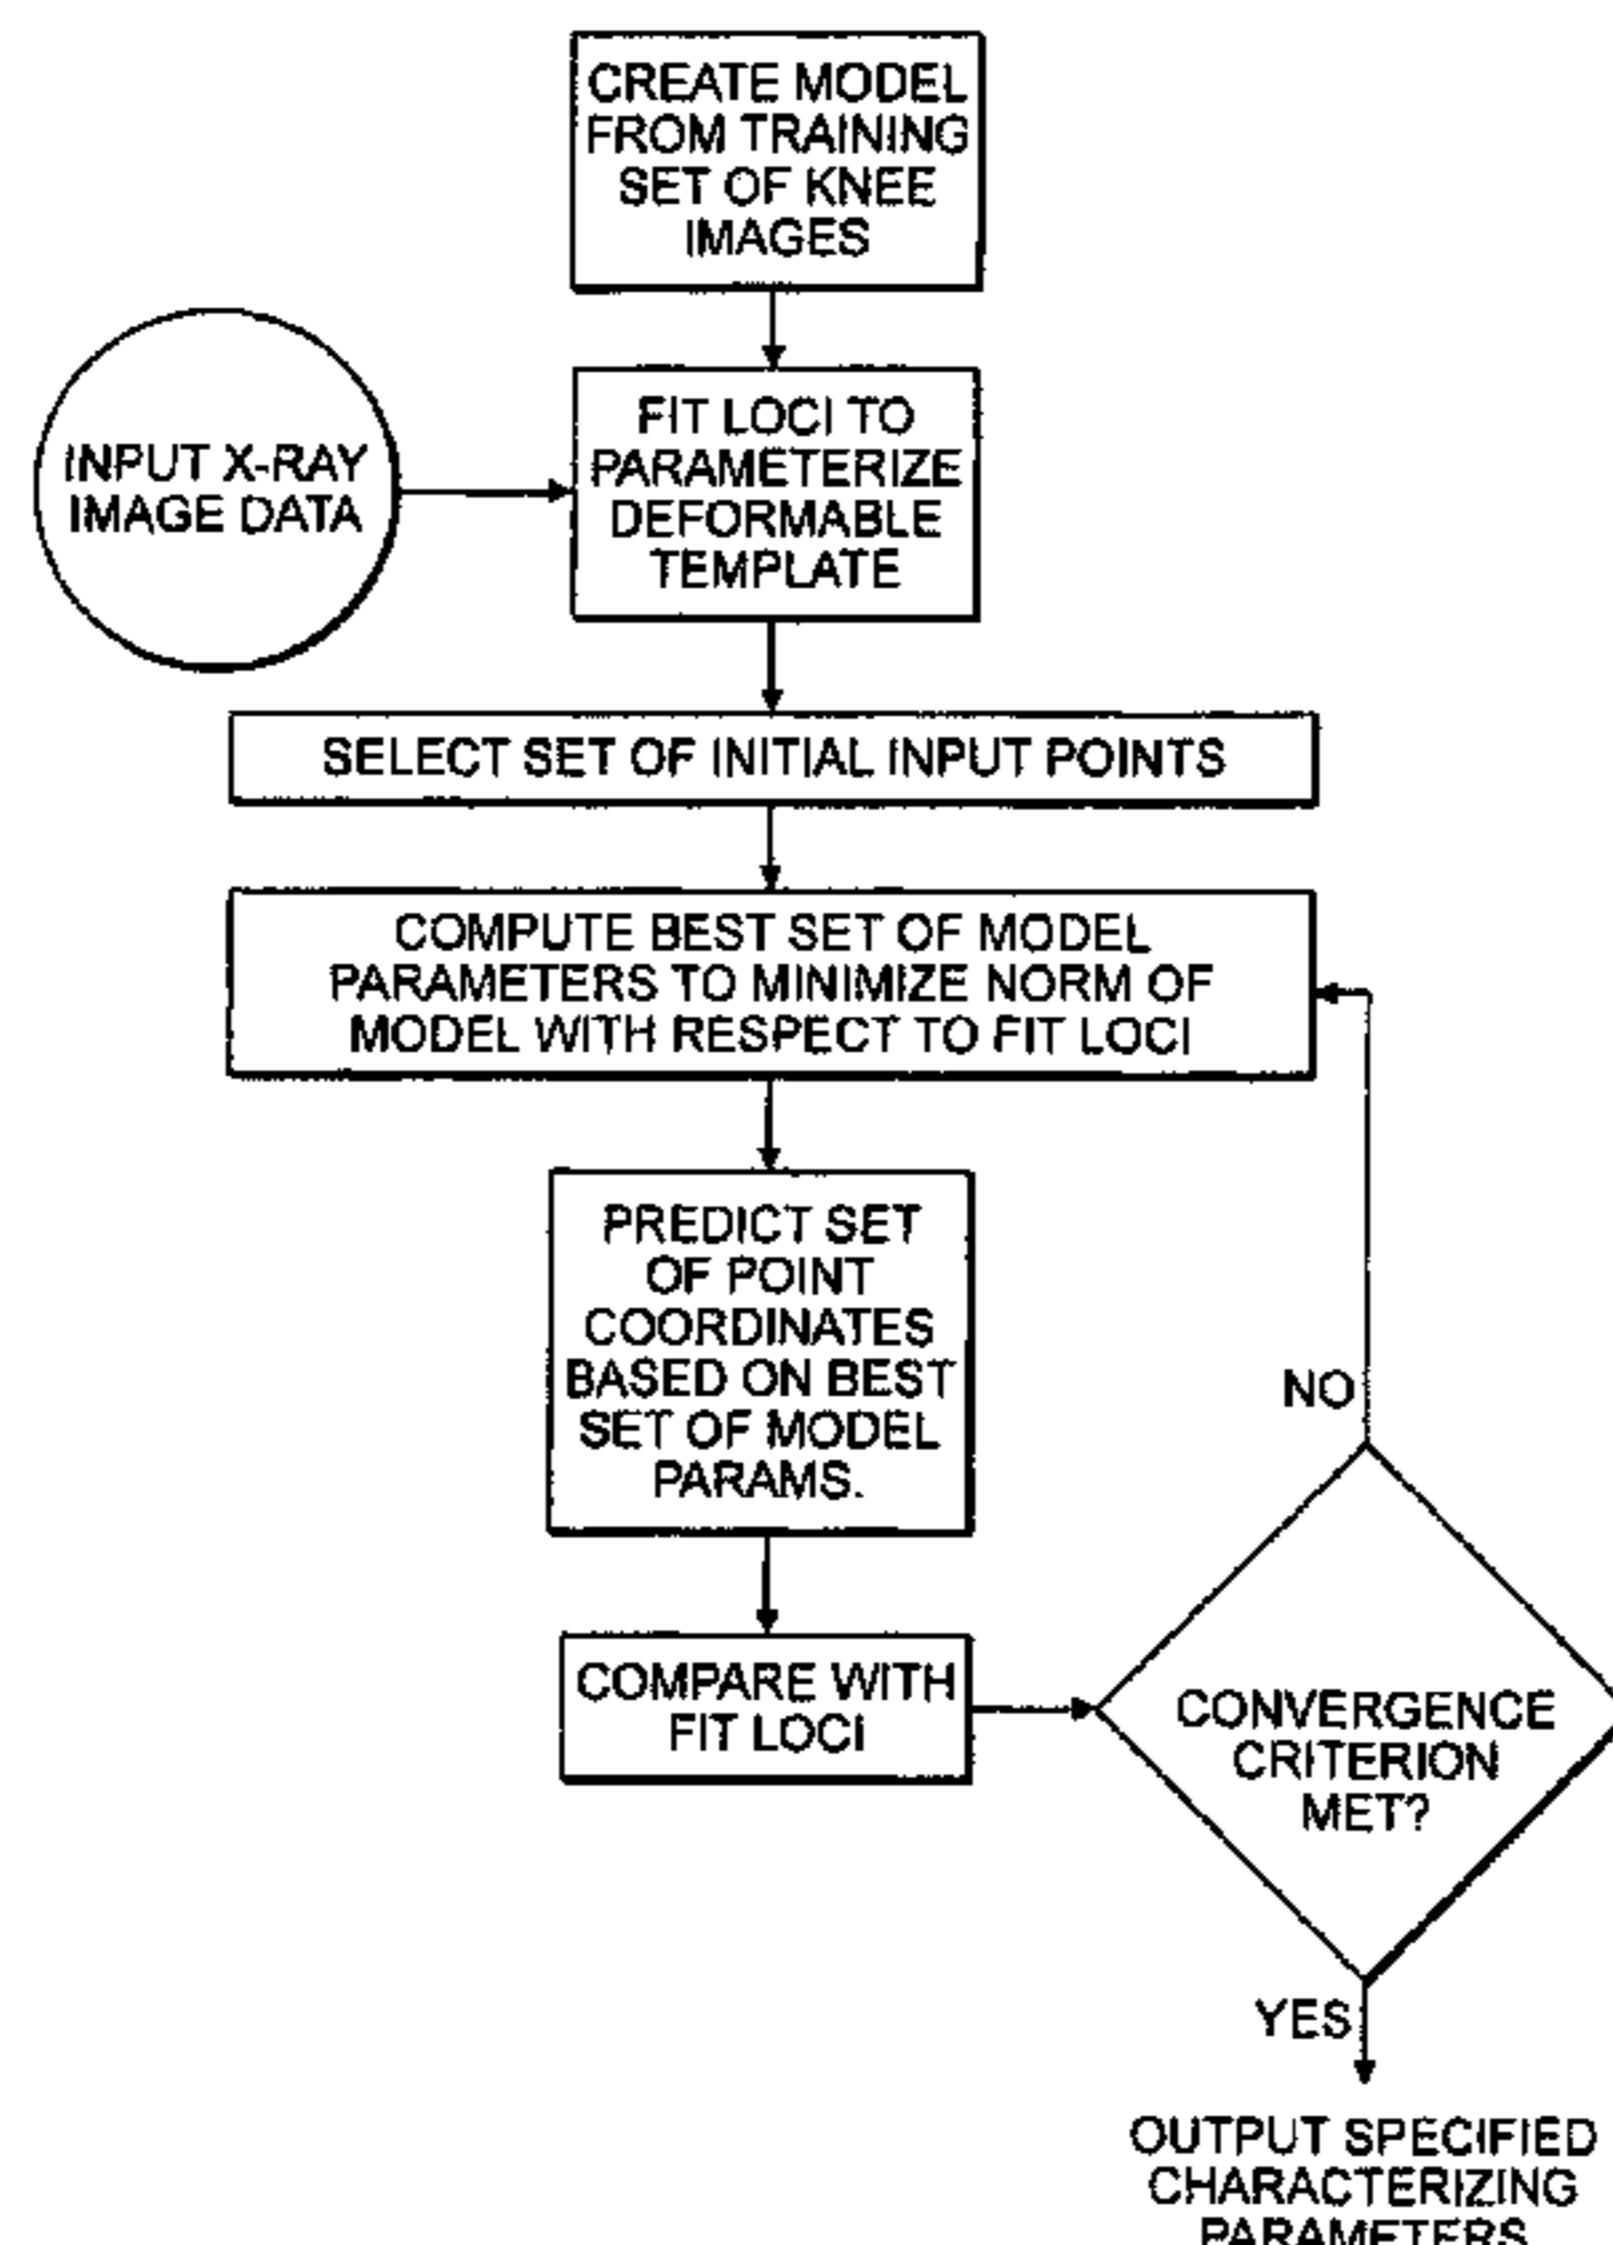 CREATE MODEL
FROM TRAINING
SET OF KNEE
IMAGES
INPUT X-RAY
IMAGE DATA
FIT LOCI TO
PARAMETERIZE
DEFORMABLE
TEMPLATE
SELECT SET OF INITIAL INPUT POINTS
COMPUTE BEST SET OF MODEL
PARAMETERS TO MINIMIZE NORM OF
MODEL WITH RESPECT TO FIT LOCI
PREDICT SET
OF POINT
COORDINATES
BASED ON BEST
SET OF MODEL
PARAMS.
NO
COMPARE WITH
FIT LOCI
CONVERGENCE
CRITERION
MET?
YES
OUTPUT SPECIFIED
CHARACTERIZING
PARAMETERS